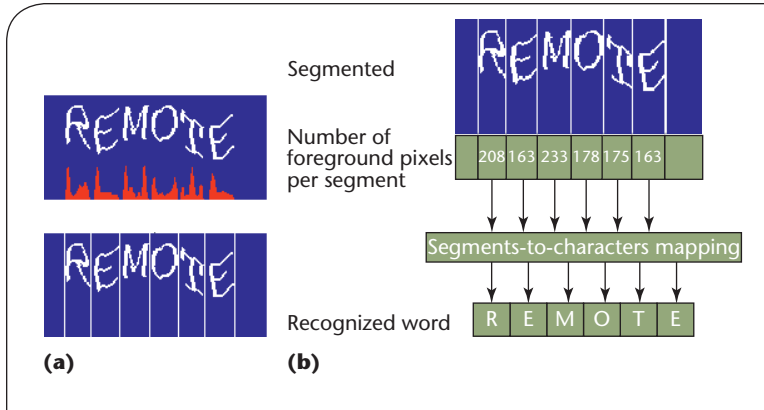 REMOTE
REMOTE
(a)
Segmented
REMOTE
Number of
foreground pixels
per segment
208 163 233 178 175 163
Segments-to-characters mapping
Recognized word
R E M O T E
(b)